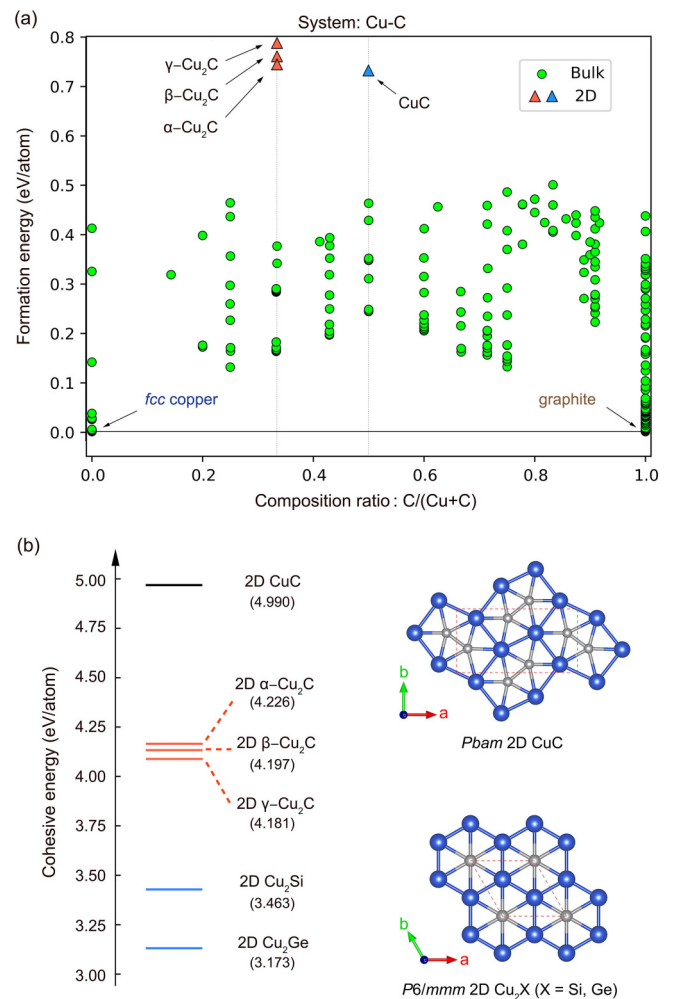 (a)
System: Cu-C
Formation energy (eV/atom)
0.8
0.7
0.6
0.5
0.4
0.3
0.2
0.1
0.0
γ−Cu₂C
β−Cu₂C
α−Cu₂C
CuC
Bulk
2D
fcc copper
graphite
0.0
0.2
0.4
0.6
0.8
1.0
Composition ratio : C/(Cu+C)
(b)
Cohesive energy (eV/atom)
5.00
4.75
4.50
4.25
4.00
3.75
3.50
3.25
3.00
2D CuC
(4.990)
2D α−Cu₂C
(4.226)
2D β−Cu₂C
(4.197)
2D γ−Cu₂C
(4.181)
2D Cu₂Si
(3.463)
2D Cu₂Ge
(3.173)
b
a
Pbam 2D CuC
b
a
P6/mmm 2D Cu₂X (X = Si, Ge)